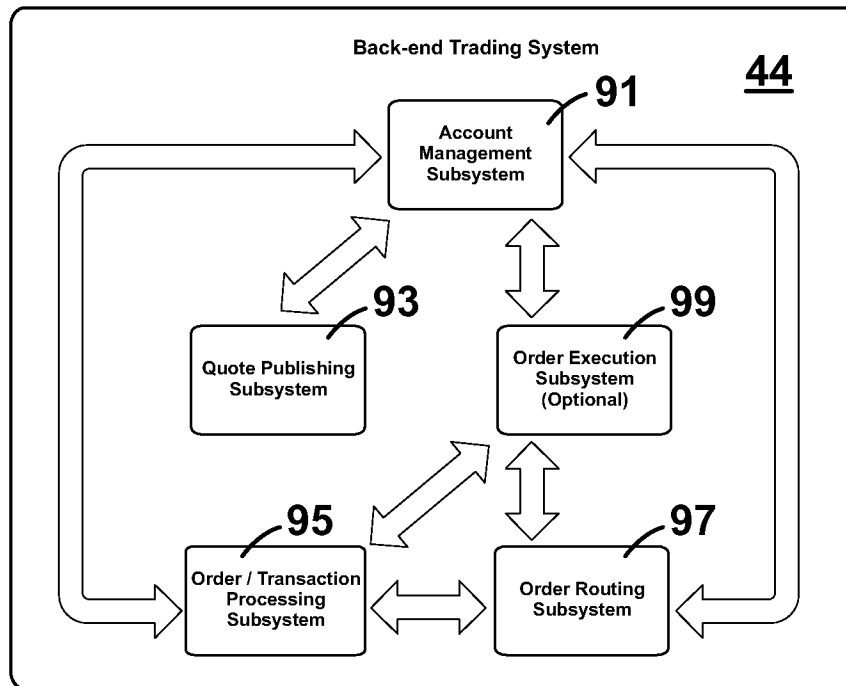 Back-end Trading System
44
91
Account
Management
Subsystem
93
Quote Publishing
Subsystem
99
Order Execution
Subsystem
(Optional)
95
Order / Transaction
Processing
Subsystem
97
Order Routing
Subsystem